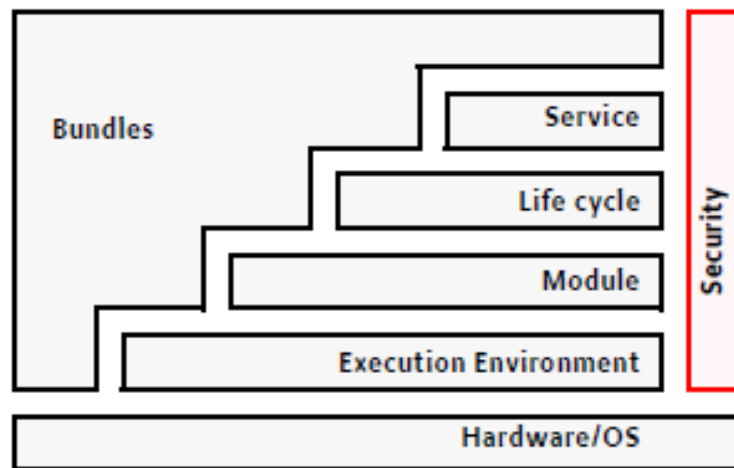 Bundles
Service
Life cycle
Module
Execution Environment
Hardware/OS
Security